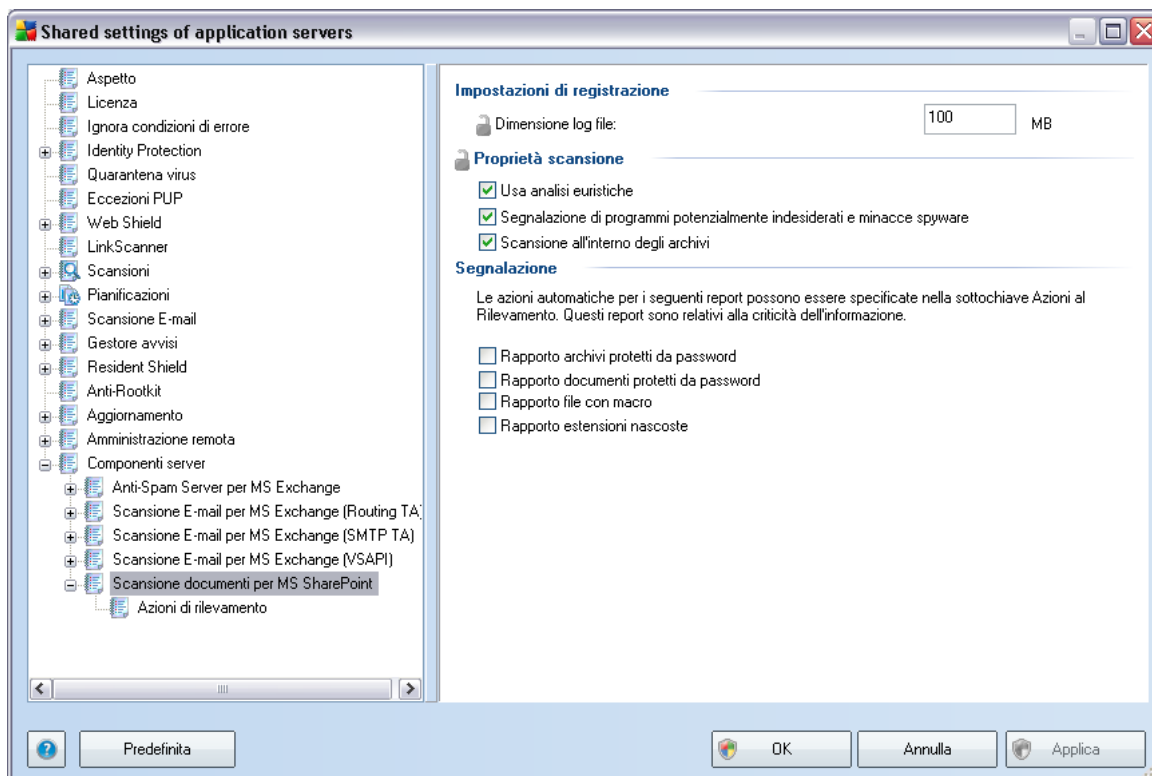 Shared settings of application servers
Aspetto
Licenza
Ignora condizioni di errore
Identity Protection
Quarantena virus
Eccezioni PUP
Web Shield
LinkScanner
Scansioni
Pianificazioni
Scansione E-mail
Gestore avvisi
Resident Shield
Anti-Rootkit
Aggiornamento
Amministrazione remota
Componenti server
Anti-Spam Server per MS Exchange
Scansione E-mail per MS Exchange (Routing TA)
Scansione E-mail per MS Exchange (SMTP TA)
Scansione E-mail per MS Exchange (VSAPI)
Scansione documenti per MS SharePoint
Azioni di rilevamento
Impostazioni di registrazione
Dimensione log file: 100 MB
Proprietà scansione
Usa analisi euristiche
Segnalazione di programmi potenzialmente indesiderati e minacce spyware
Scansione all'interno degli archivi
Segnalazione
Le azioni automatiche per i seguenti report possono essere specificate nella sottochiave Azioni al
Rilevamento. Questi report sono relativi alla criticità dell'informazione.
Rapporto archivi protetti da password
Rapporto documenti protetti da password
Rapporto file con macro
Rapporto estensioni nascoste
? Predefinita OK Annulla Applica